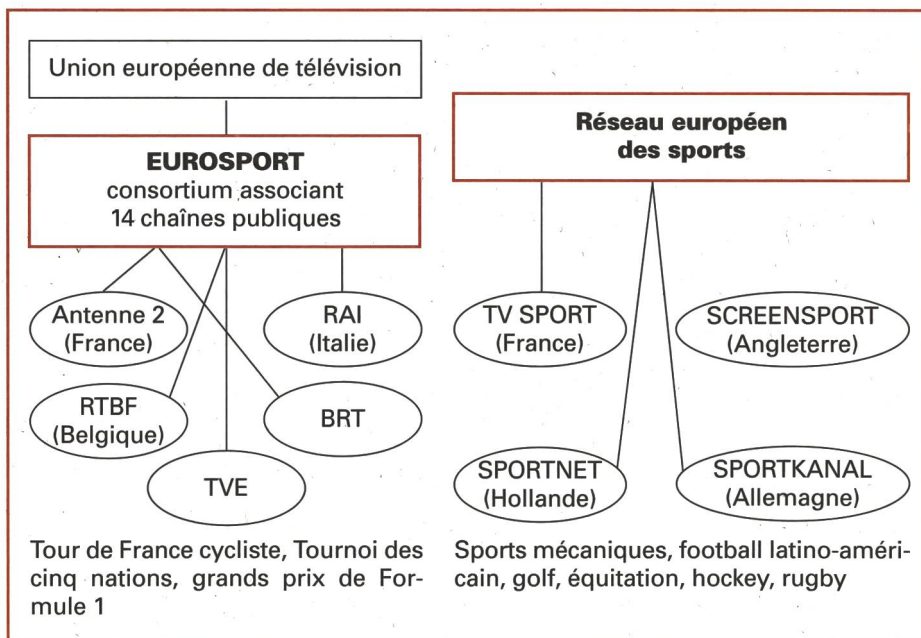 Union européenne de télévision
EUROSPORT
consortium associant
14 chaînes publiques
Antenne 2
(France)
RAI
(Italie)
RTBF
(Belgique)
BRT
TVE
Tour de France cycliste, Tournoi des
cinq nations, grands prix de For-
mule 1
Réseau européen
des sports
TV SPORT
(France)
SCREENSPORT
(Angleterre)
SPORTNET
(Hollande)
SPORTKANAL
(Allemagne)
Sports mécaniques, football latino-améri-
cain, golf, équitation, hockey, rugby